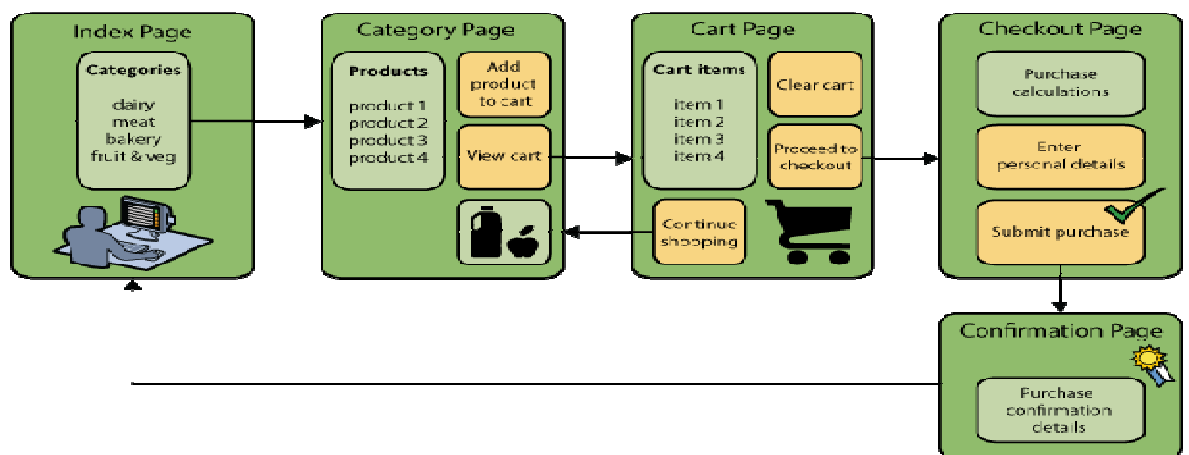 Index Page
Categories
dairy
meat
bakery
fruit & veg
Category Page
Products
product 1
product 2
product 3
product 4
Add
product
to cart
View cart
Cart Page
Cart items
item 1
item 2
item 3
item 4
Clear cart
Proceed to
checkout
Continue
shopping
Checkout Page
Purchase
calculations
Enter
personal details
Submit purchase
Confirmation Page
Purchase
confirmation
details